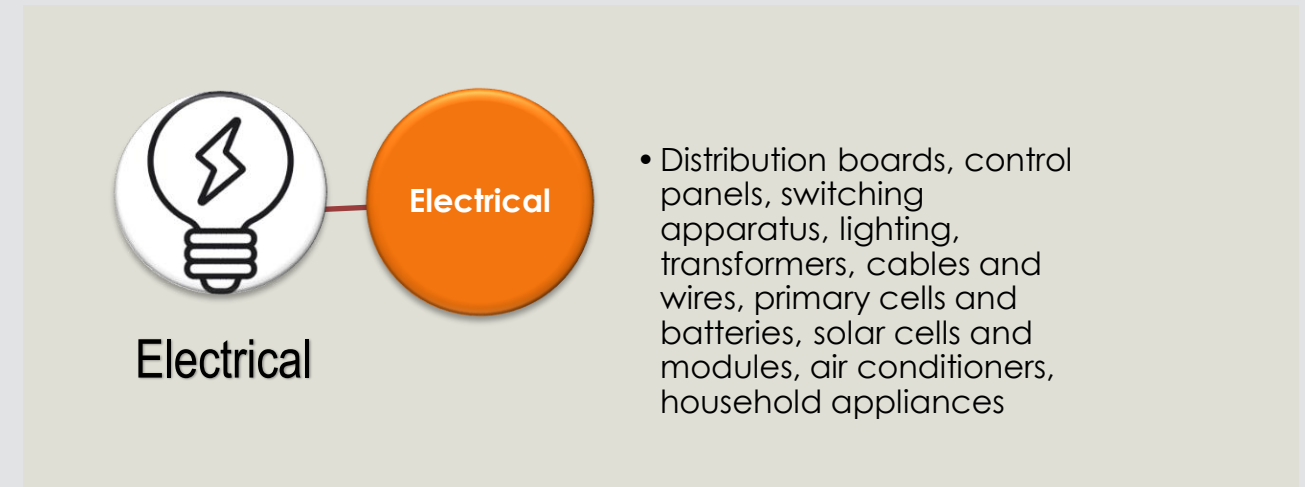 Electrical
Electrical
• Distribution boards, control
panels, switching
apparatus, lighting,
transformers, cables and
wires, primary cells and
batteries, solar cells and
modules, air conditioners,
household appliances